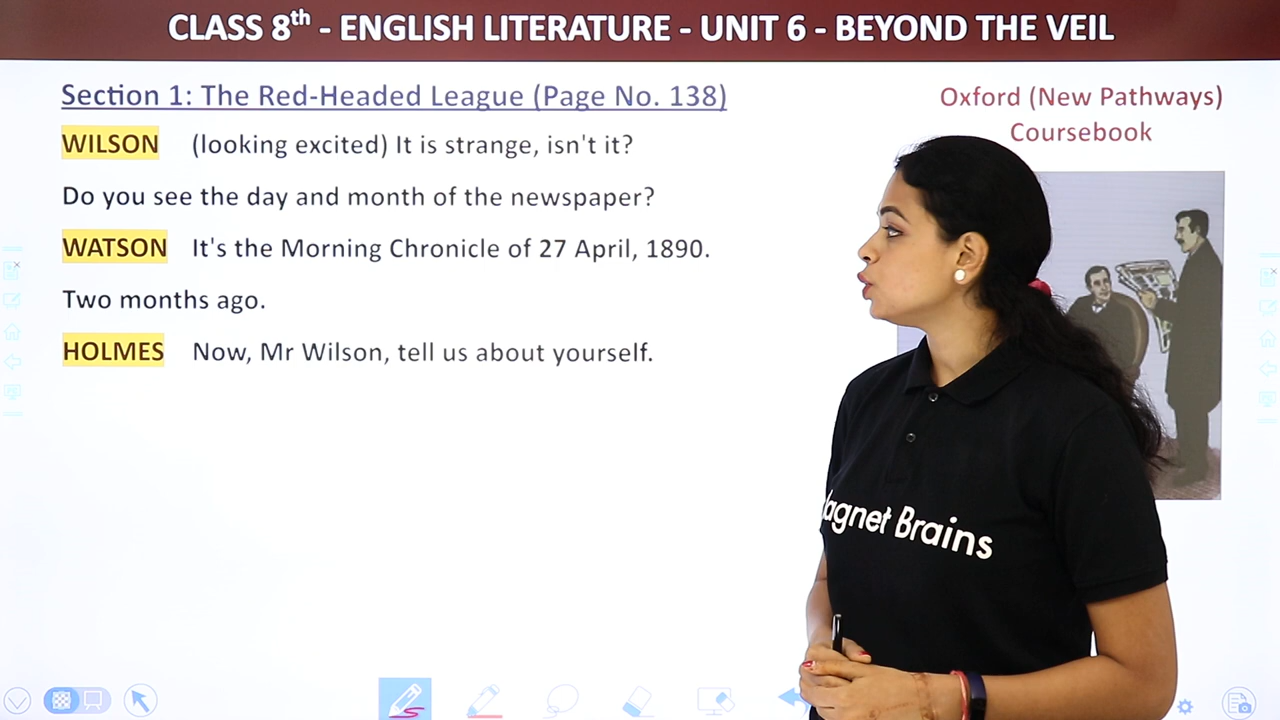 CLASS 8th - ENGLISH LITERATURE - UNIT 6 - BEYOND THE VEIL
Section 1: The Red-Headed League (Page No. 138)
Oxford (New Pathways)
Coursebook
WILSON (looking excited) It is strange, isn't it?
Do you see the day and month of the newspaper?
WATSON It's the Morning Chronicle of 27 April, 1890.
Two months ago.
HOLMES Now, Mr Wilson, tell us about yourself.
agnet Brains